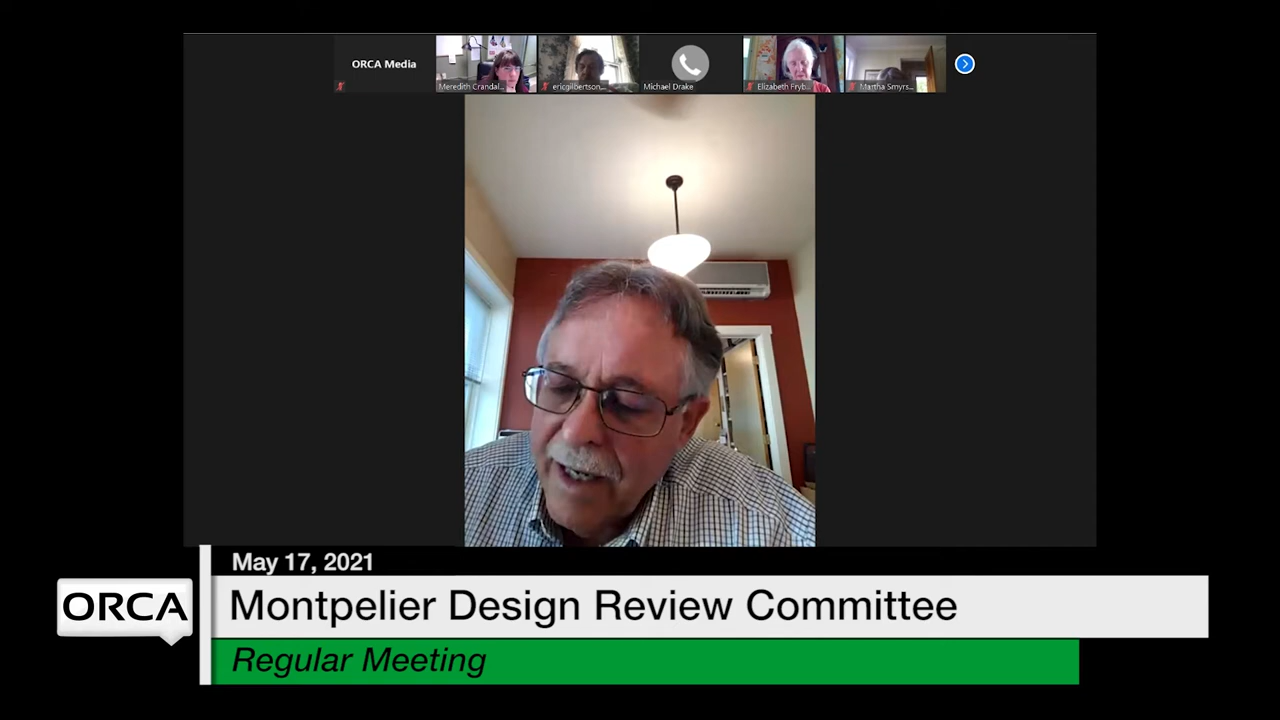 ORCA Media
Meredith Crandal...
ericgilbertson...
Michael Drake
Elizabeth Fryb...
Martha Smyrs...
May 17, 2021
ORCA
Montpelier Design Review Committee
Regular Meeting